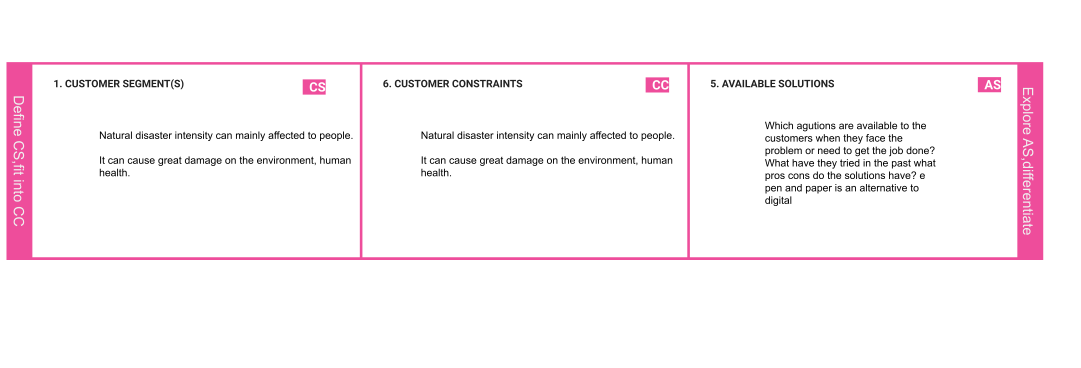 Define CS,fit into CC
1. CUSTOMER SEGMENT(S)
CS
Natural disaster intensity can mainly affected to people.
It can cause great damage on the environment, human
health.
6. CUSTOMER CONSTRAINTS
CC
Natural disaster intensity can mainly affected to people.
It can cause great damage on the environment, human
health.
5. AVAILABLE SOLUTIONS
AS
Which agutions are available to the
customers when they face the
problem or need to get the job done?
What have they tried in the past what
pros cons do the solutions have? e
pen and paper is an alternative to
digital
Explore AS,differentiate